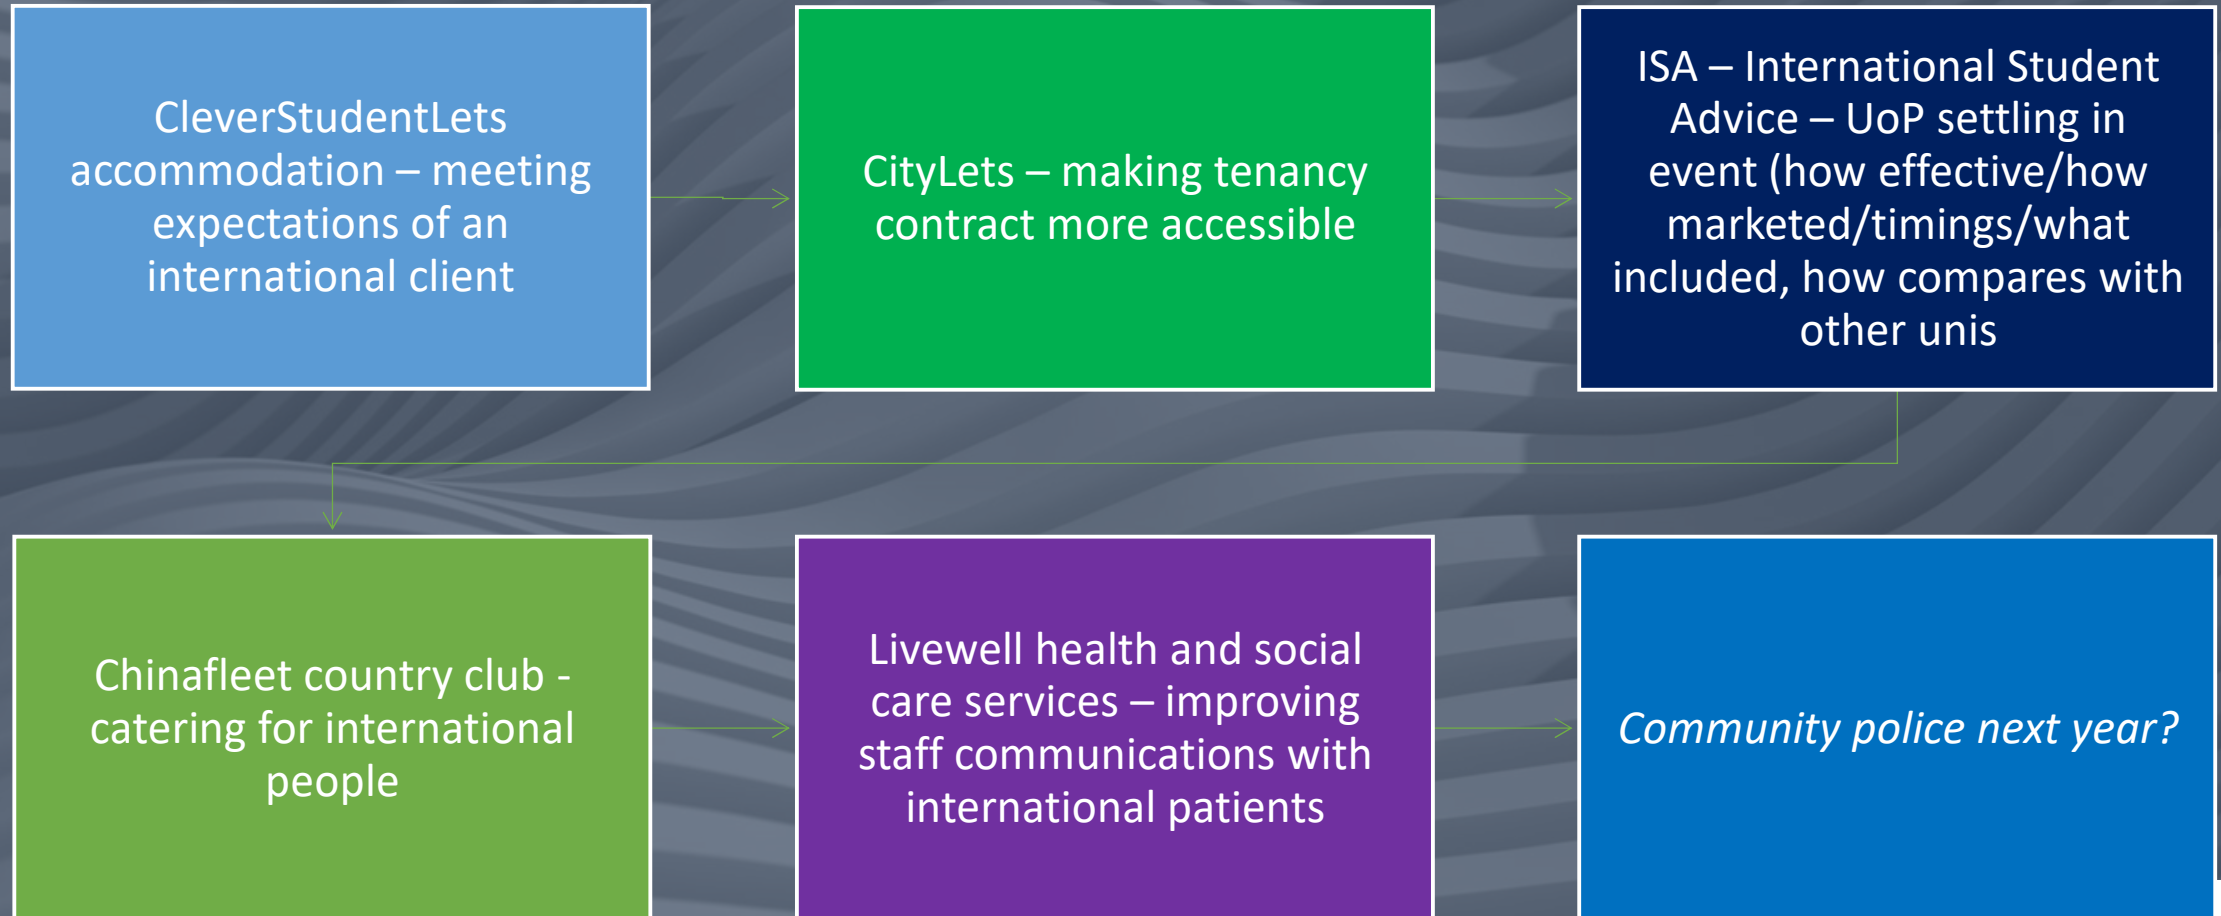 CleverStudentLets
accommodation – meeting
expectations of an
international client
CityLets – making tenancy
contract more accessible
ISA – International Student
Advice – UoP settling in
event (how effective/how
marketed/timings/what
included, how compares with
other unis
Chinafleet country club -
catering for international
people
Livewell health and social
care services – improving
staff communications with
international patients
Community police next year?